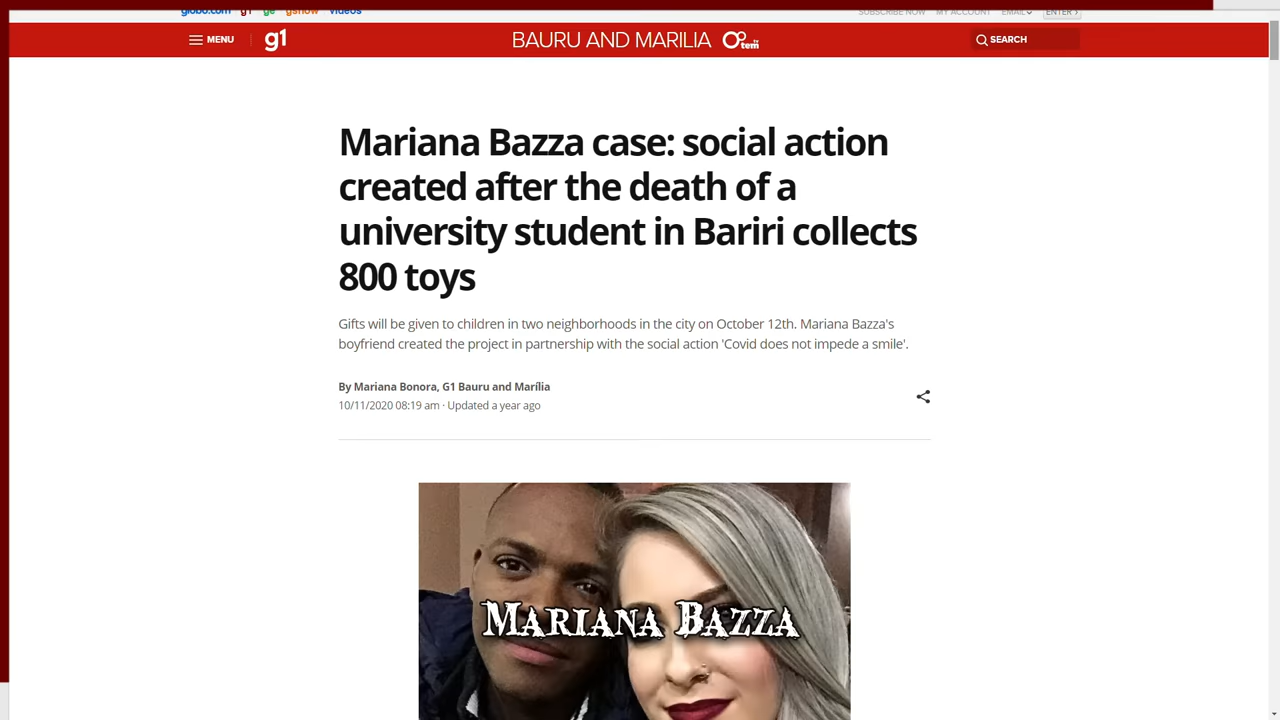 globo.com g1 ge gshow videos SUBSCRIBE NOW MY ACCOUNT EMAIL ENTER ›
MENU g1 BAURU AND MARILIA tv tem SEARCH
Mariana Bazza case: social action
created after the death of a
university student in Bariri collects
800 toys
Gifts will be given to children in two neighborhoods in the city on October 12th. Mariana Bazza's
boyfriend created the project in partnership with the social action 'Covid does not impede a smile'.
By Mariana Bonora, G1 Bauru and Marília
10/11/2020 08:19 am · Updated a year ago
MARIANA BAZZA